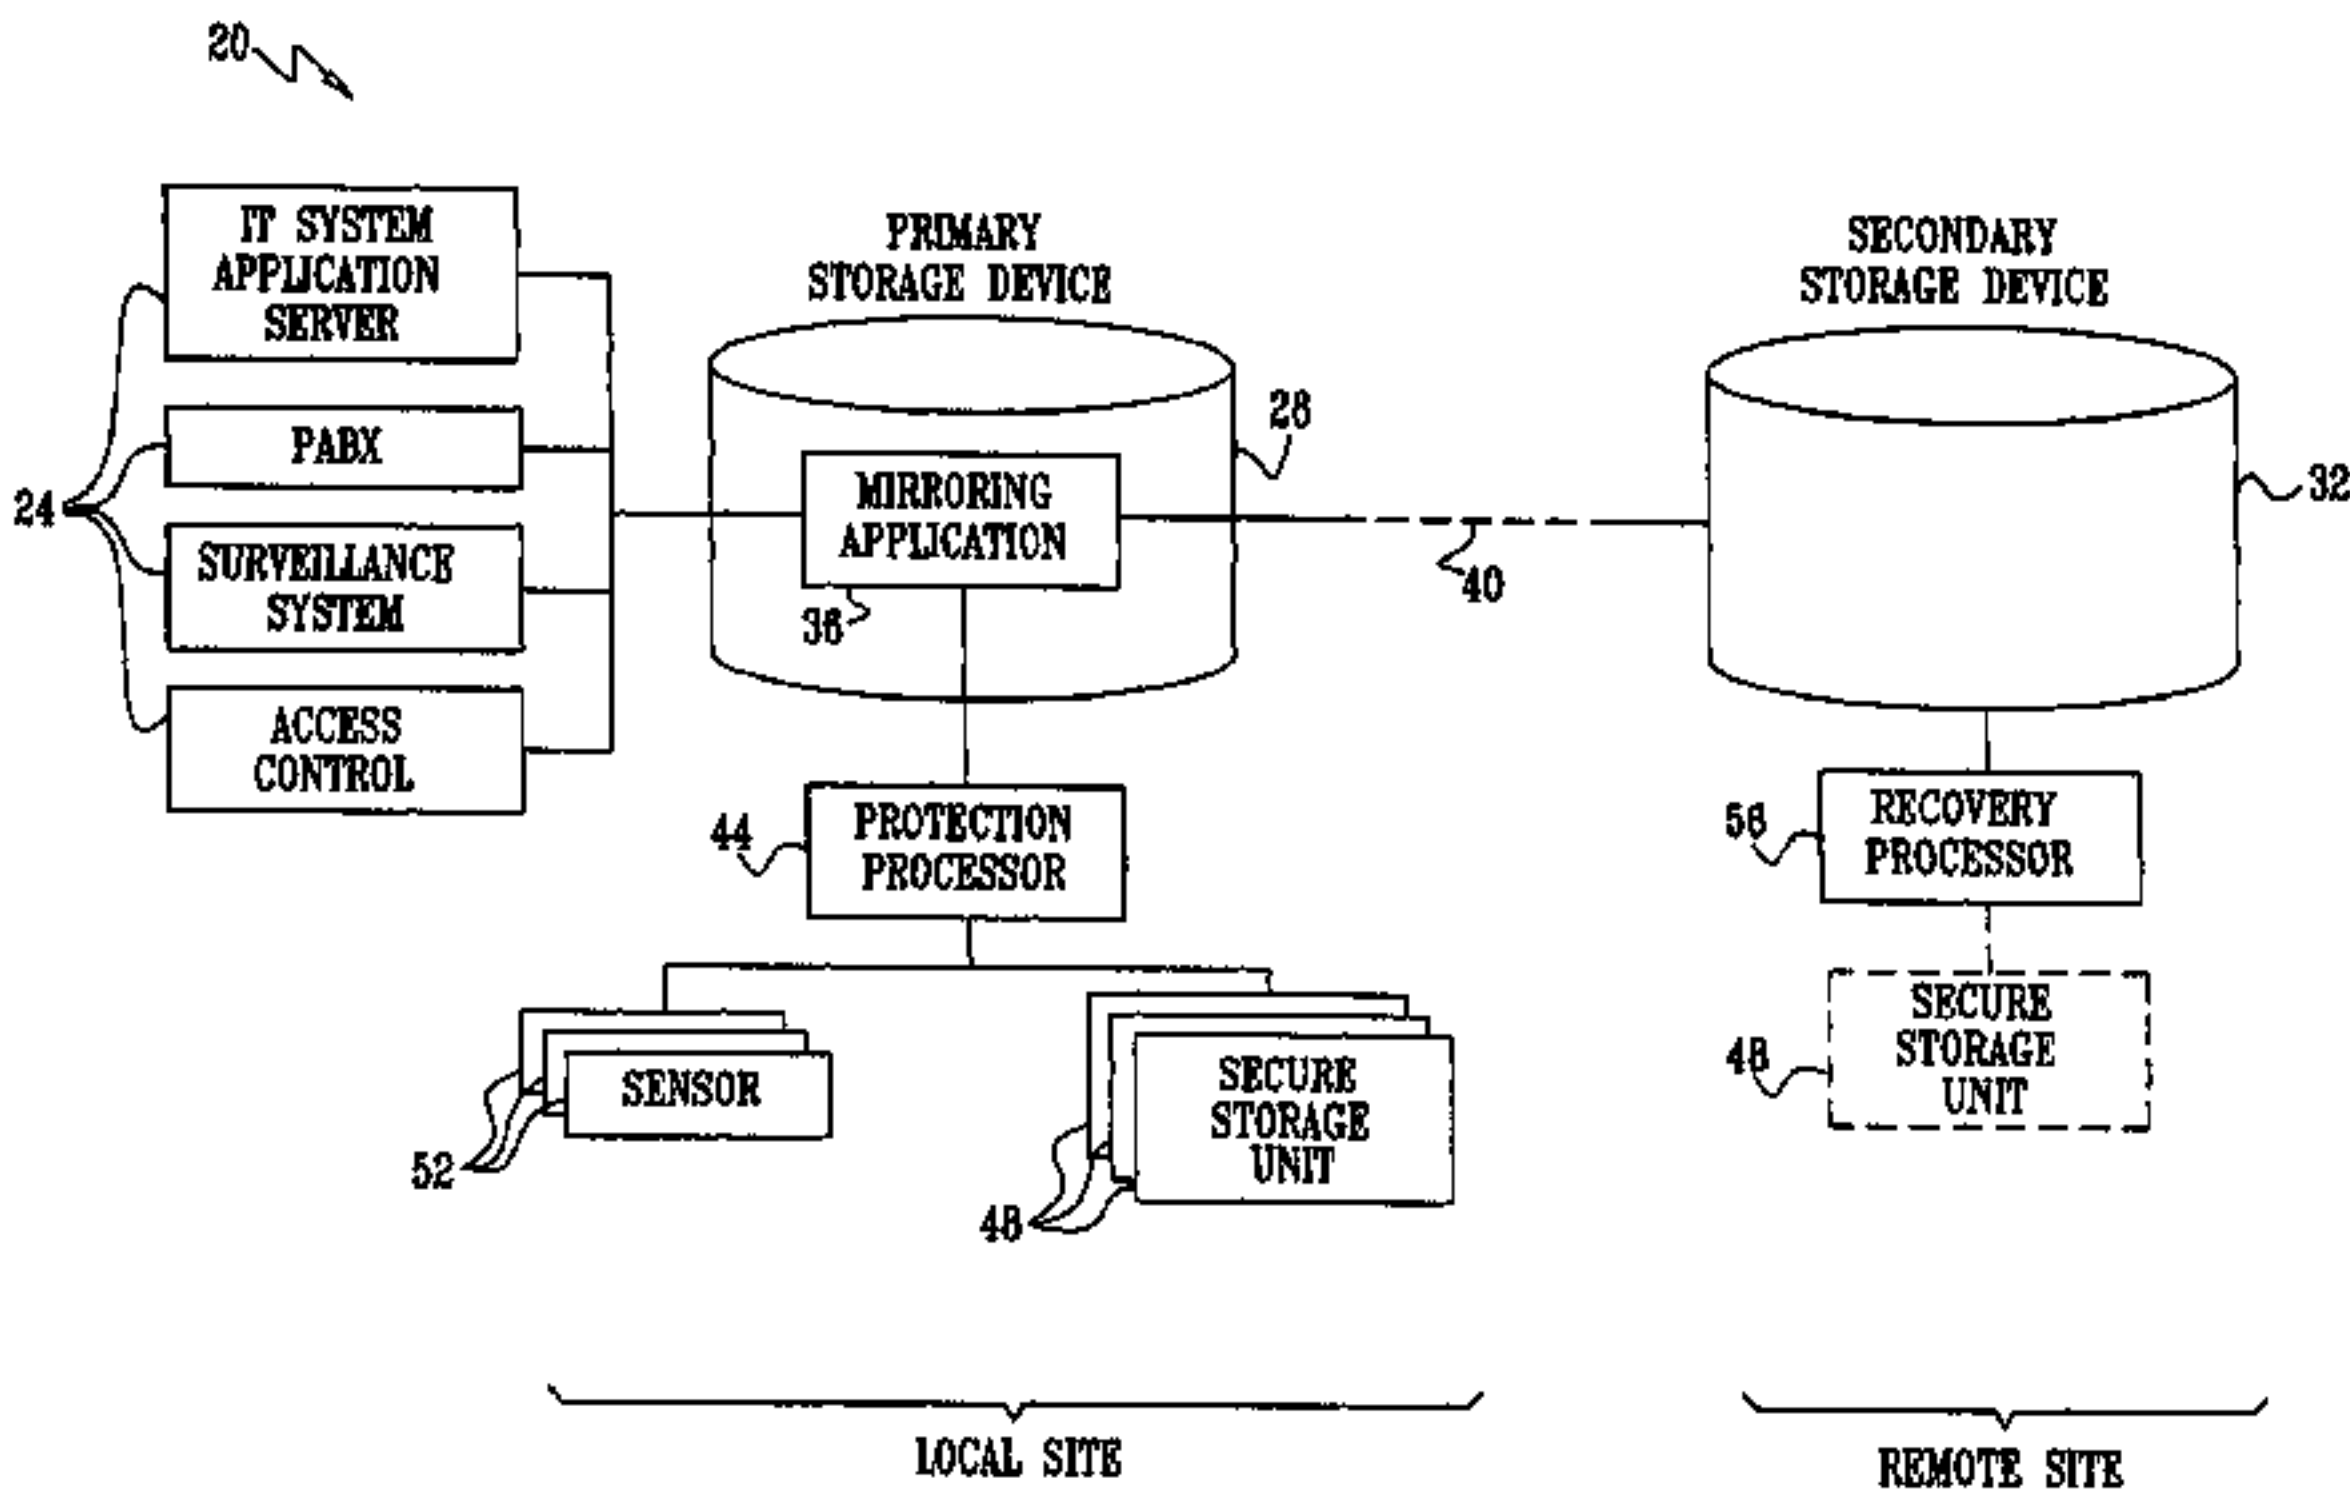 20
IT SYSTEM
APPLICATION
SERVER
PABX
SURVEILLANCE
SYSTEM
ACCESS
CONTROL
24
PRIMARY
STORAGE DEVICE
28
MIRRORING
APPLICATION
36
40
SECONDARY
STORAGE DEVICE
32
44
PROTECTION
PROCESSOR
56
RECOVERY
PROCESSOR
SENSOR
52
SECURE
STORAGE
UNIT
48
SECURE
STORAGE
UNIT
48
LOCAL SITE
REMOTE SITE